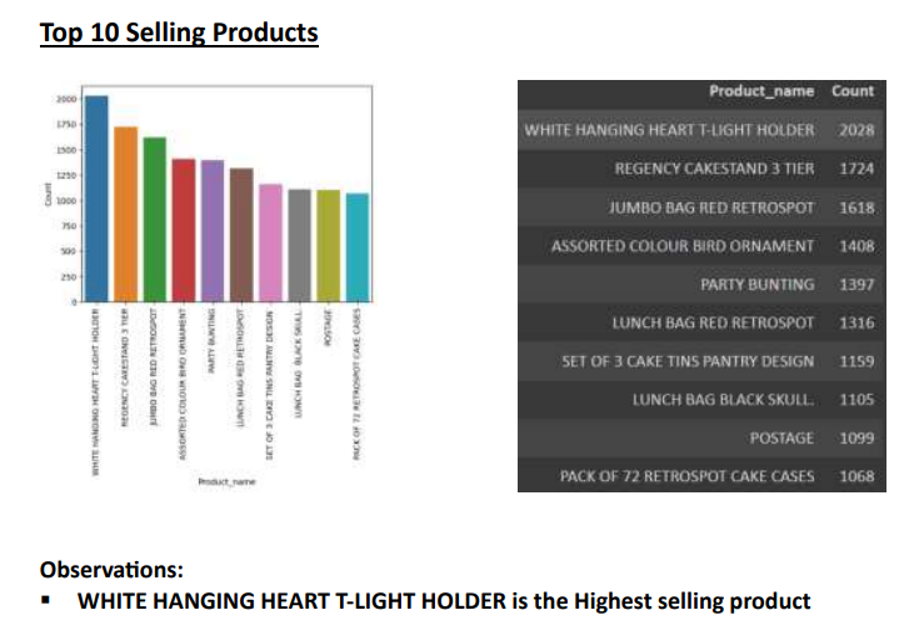 Top 10 Selling Products
2000
1750
1500
1250
1000
750
500
250
0
Count
WHITE HANGING HEART T-LIGHT HOLDER
REGENCY CAKESTAND 3 TIER
JUMBO BAG RED RETROSPOT
ASSORTED COLOUR BIRD ORNAMENT
PARTY BUNTING
LUNCH BAG RED RETROSPOT
SET OF 3 CAKE TINS PANTRY DESIGN
LUNCH BAG BLACK SKULL.
POSTAGE
PACK OF 72 RETROSPOT CAKE CASES
Product_name
Product_name Count
WHITE HANGING HEART T-LIGHT HOLDER 2028
REGENCY CAKESTAND 3 TIER 1724
JUMBO BAG RED RETROSPOT 1618
ASSORTED COLOUR BIRD ORNAMENT 1408
PARTY BUNTING 1397
LUNCH BAG RED RETROSPOT 1316
SET OF 3 CAKE TINS PANTRY DESIGN 1159
LUNCH BAG BLACK SKULL. 1105
POSTAGE 1099
PACK OF 72 RETROSPOT CAKE CASES 1068
Observations:
▪ WHITE HANGING HEART T-LIGHT HOLDER is the Highest selling product